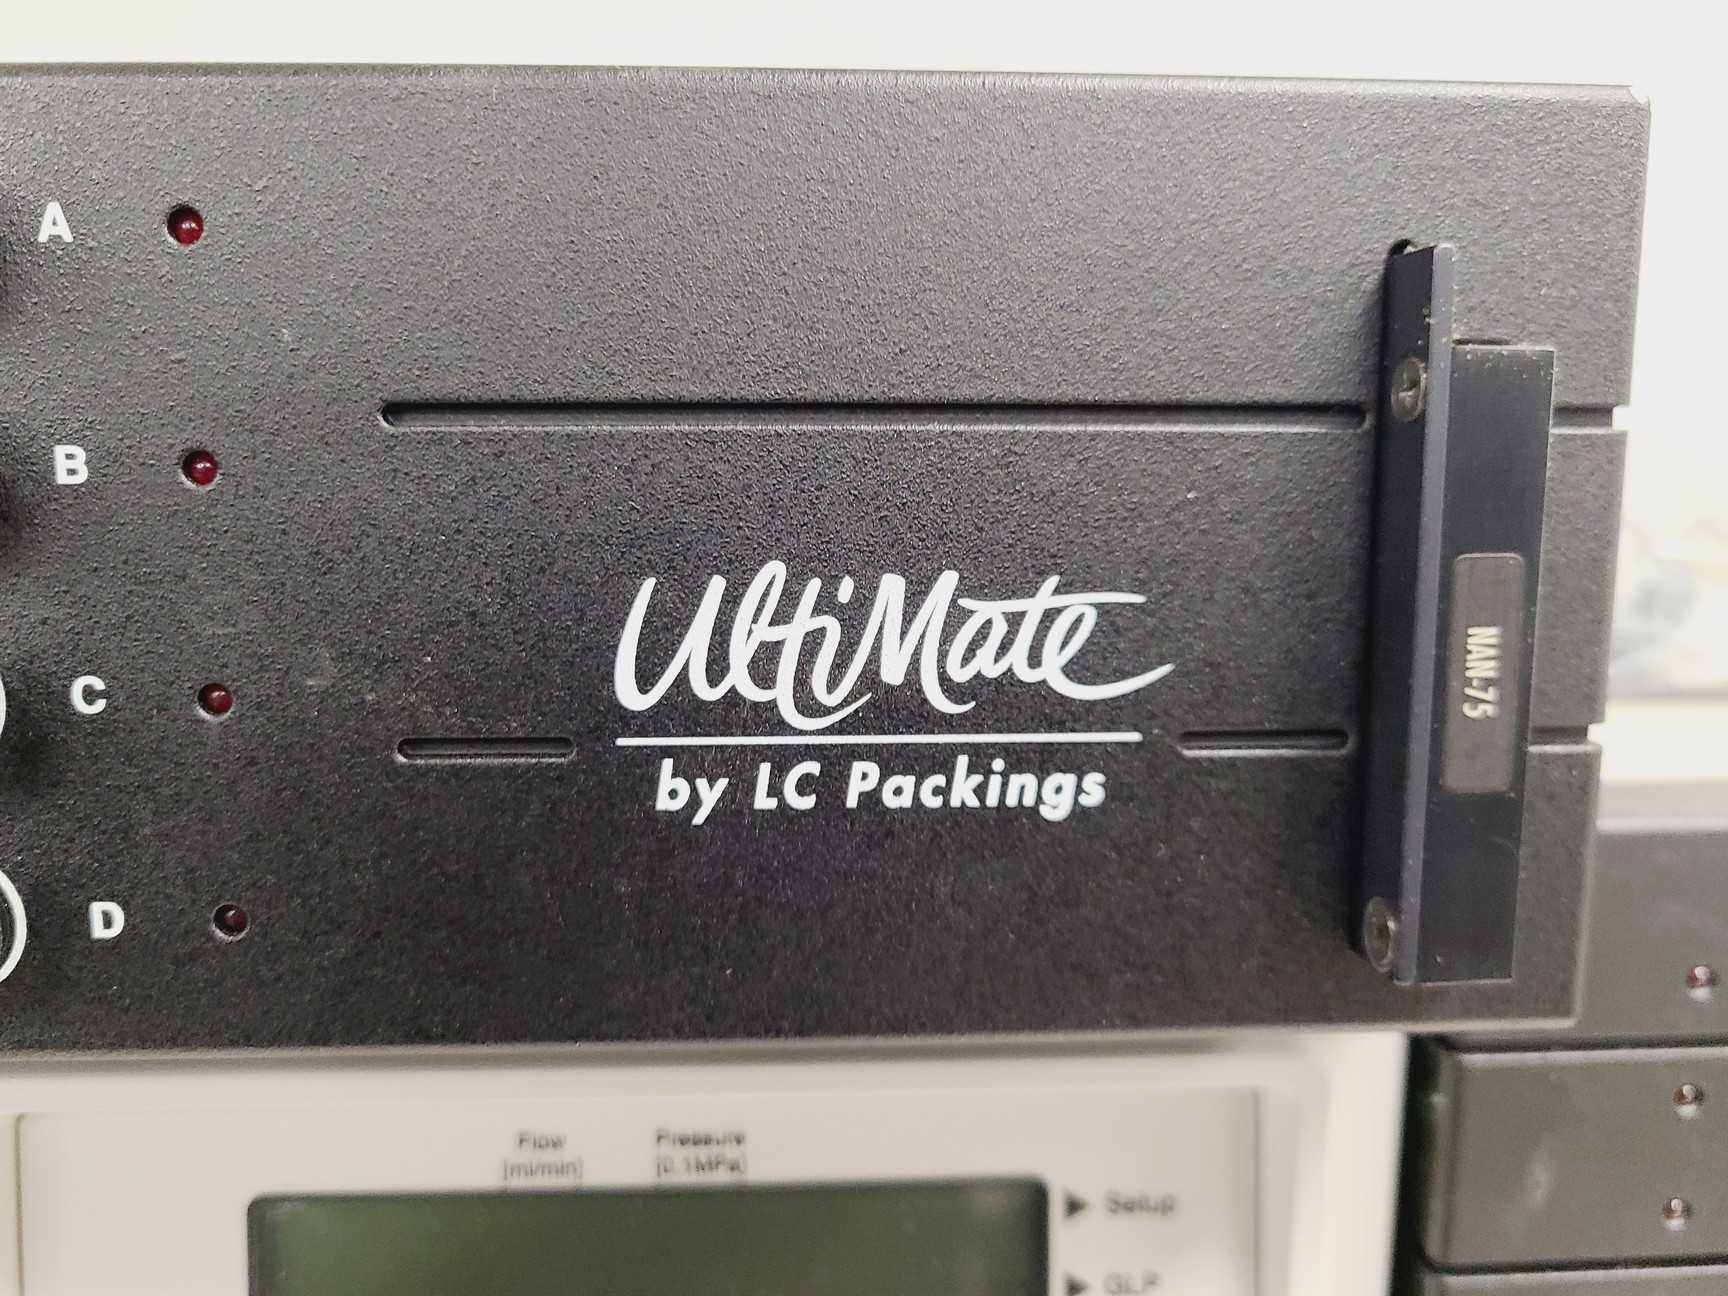 A
B
C
D
UltiMate
by LC Packings
NAN-75
Flow
[ml/min]
Pressure
[0.1MPa]
Setup
GLP